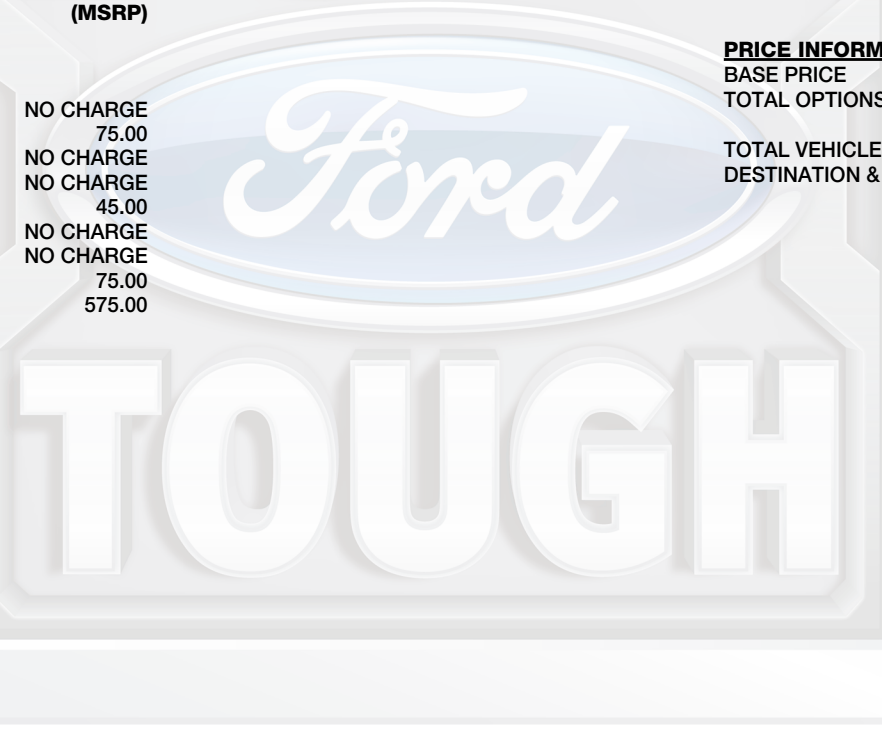 (MSRP)
NO CHARGE
75.00
NO CHARGE
NO CHARGE
45.00
NO CHARGE
NO CHARGE
75.00
575.00
PRICE INFORM
BASE PRICE
TOTAL OPTIONS
TOTAL VEHICLE
DESTINATION &
Ford
TOUGH